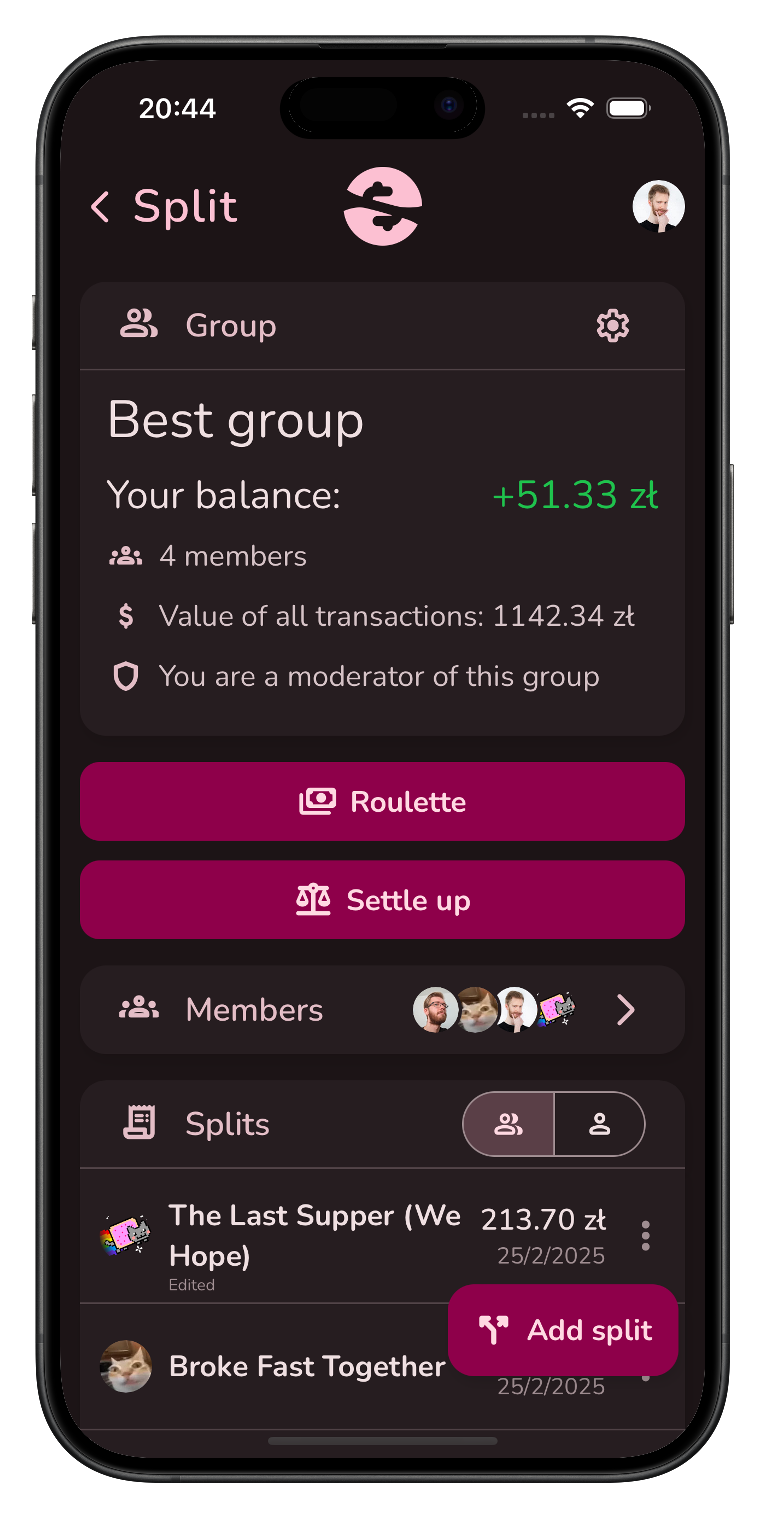 20:44
Split
Group
Best group
Your balance: +51.33 zł
4 members
$ Value of all transactions: 1142.34 zł
You are a moderator of this group
Roulette
Settle up
Members
Splits
The Last Supper (We 213.70 zł
Hope) 25/2/2025
Edited
Add split
Broke Fast Together
25/2/2025